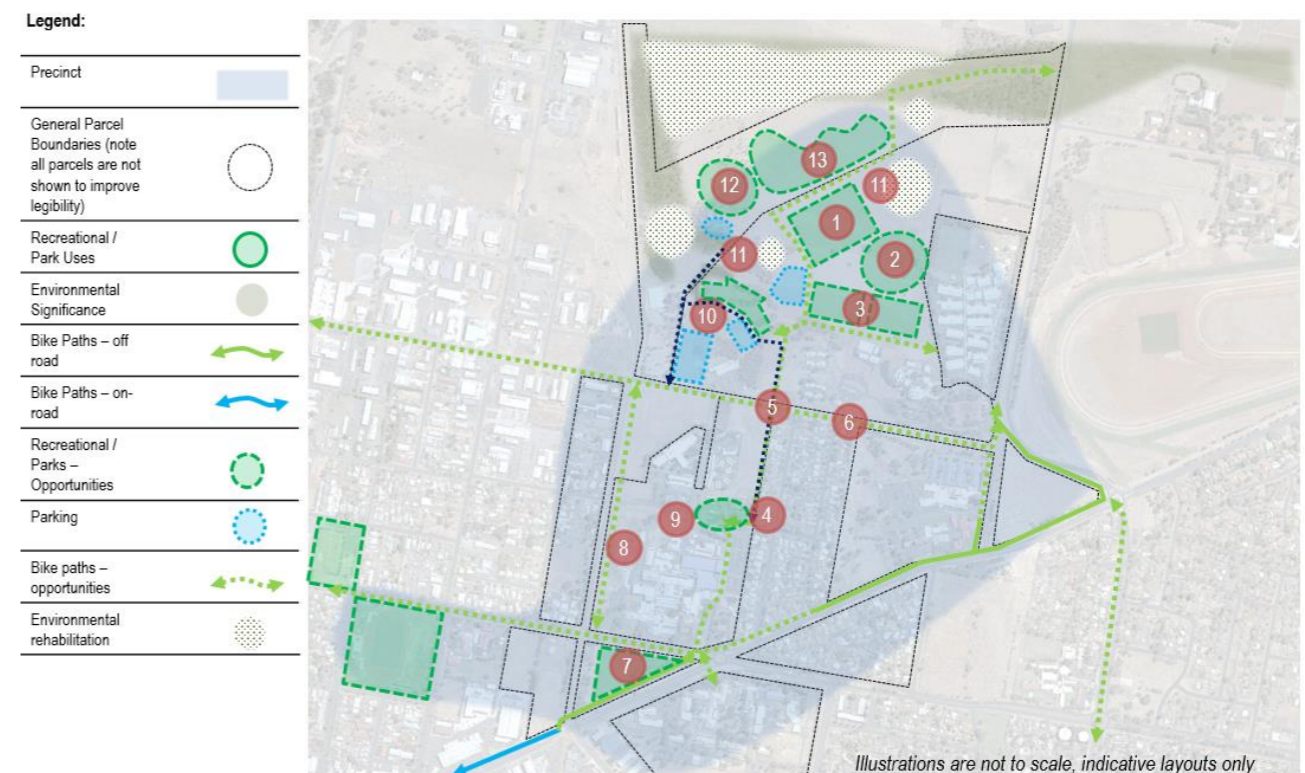 Legend:
Precinct
General Parcel
Boundaries (note
all parcels are not
shown to improve
legibility)
Recreational /
Park Uses
Environmental
Significance
Bike Paths – off
road
Bike Paths – on-
road
Recreational /
Parks –
Opportunities
Parking
Bike paths –
opportunities
Environmental
rehabilitation
13
12
11
1
11
2
3
10
5
6
4
9
8
7
Illustrations are not to scale, indicative layouts only